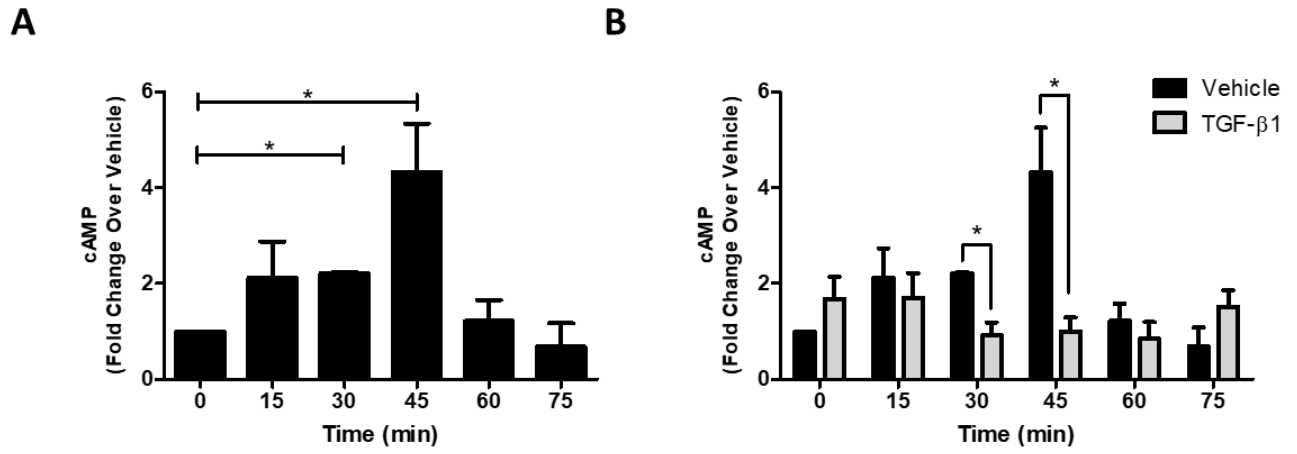 A
cAMP
(Fold Change Over Vehicle)
6
4
2
0
*
*
0 15 30 45 60 75
Time (min)
B
cAMP
(Fold Change Over Vehicle)
6
4
2
0
*
*
Vehicle
TGF-β1
0 15 30 45 60 75
Time (min)